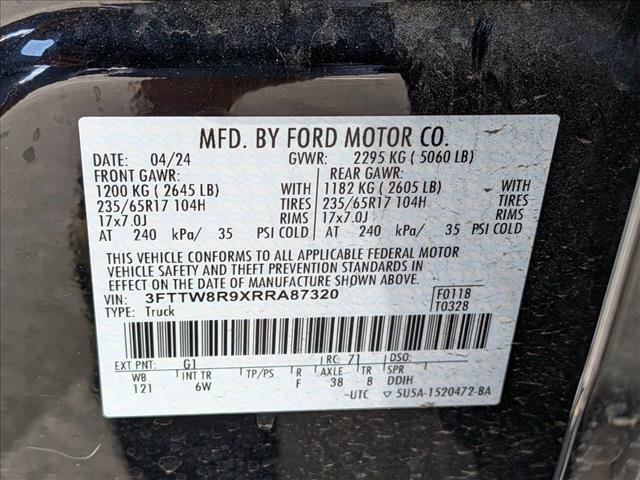 MFD. BY FORD MOTOR CO.
DATE: 04/24 GVWR: 2295 KG ( 5060 LB)
FRONT GAWR: REAR GAWR:
1200 KG ( 2645 LB) WITH 1182 KG ( 2605 LB) WITH
235/65R17 104H TIRES 235/65R17 104H TIRES
17x7.0J RIMS 17x7.0J RIMS
AT 240 kPa/ 35 PSI COLD AT 240 kPa/ 35 PSI COLD
THIS VEHICLE CONFORMS TO ALL APPLICABLE FEDERAL MOTOR
VEHICLE SAFETY AND THEFT PREVENTION STANDARDS IN
EFFECT ON THE DATE OF MANUFACTURE SHOWN ABOVE.
VIN: 3FTTW8R9XRRA87320 F0118
TYPE: Truck T0328
EXT PNT: G1 RC: 71 DSO:
WB INT TR TP/PS R AXLE TR SPR
121 6W F 38 8 DDIH
-UTC ▽ 5U5A-1520472-BA